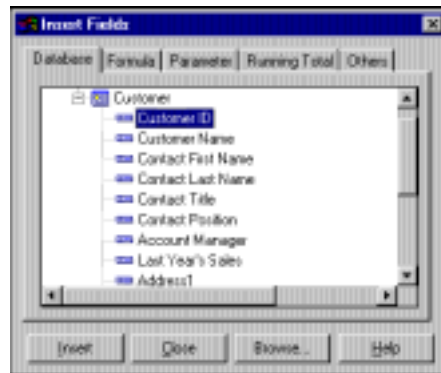 Insert Fields
Database Formula Parameter Running Total Others
Customer
Customer ID
Customer Name
Contact First Name
Contact Last Name
Contact Title
Contact Position
Account Manager
Last Year's Sales
Address1
Insert Close Browse... Help